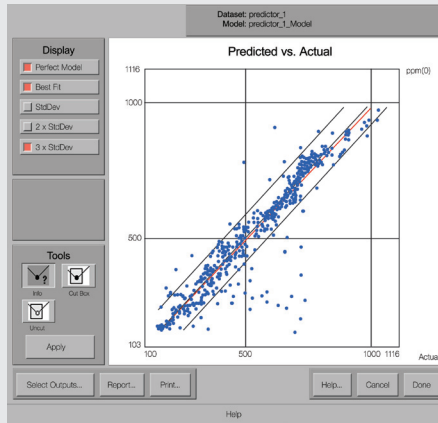 Dataset: predictor_1
Model: predictor_1_Model
Display
Perfect Model
Best Fit
StdDev
2 x StdDev
3 x StdDev
Tools
?
Info
Cut Box
Uncut
Apply
Predicted vs. Actual
1116
ppm(0)
1000
500
103
100
500
1000
1116
Actual
Select Outputs...
Report...
Print...
Help...
Cancel
Done
Help